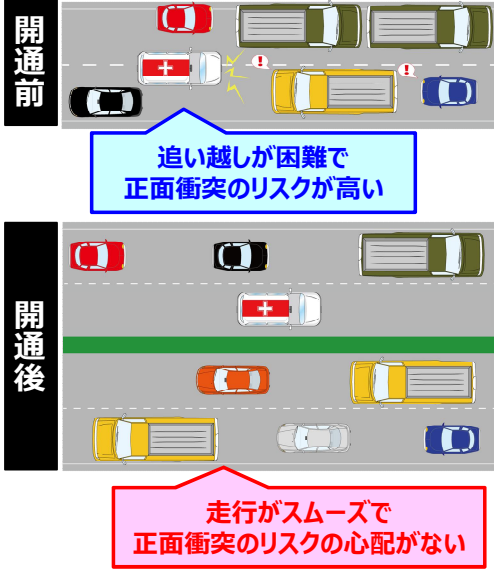 開通前
！
！
追い越しが困難で
正面衝突のリスクが高い
開通後
走行がスムーズで
正面衝突のリスクの心配がない